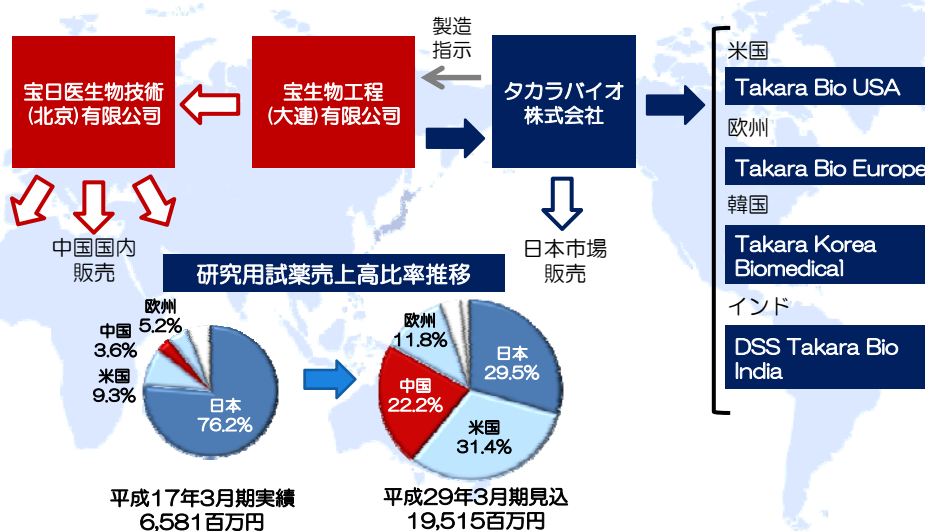 製造
指示
宝日医生物技術
(北京)有限公司
宝生物工程
(大連)有限公司
タカラバイオ
株式会社
米国
Takara Bio USA
欧州
Takara Bio Europe
韓国
Takara Korea
Biomedical
インド
DSS Takara Bio
India
中国国内
販売
日本市場
販売
研究用試薬売上高比率推移
欧州
5.2%
中国
3.6%
米国
9.3%
日本
76.2%
欧州
11.8%
日本
29.5%
中国
22.2%
米国
31.4%
平成17年3月期実績
6,581百万円
平成29年3月期見込
19,515百万円